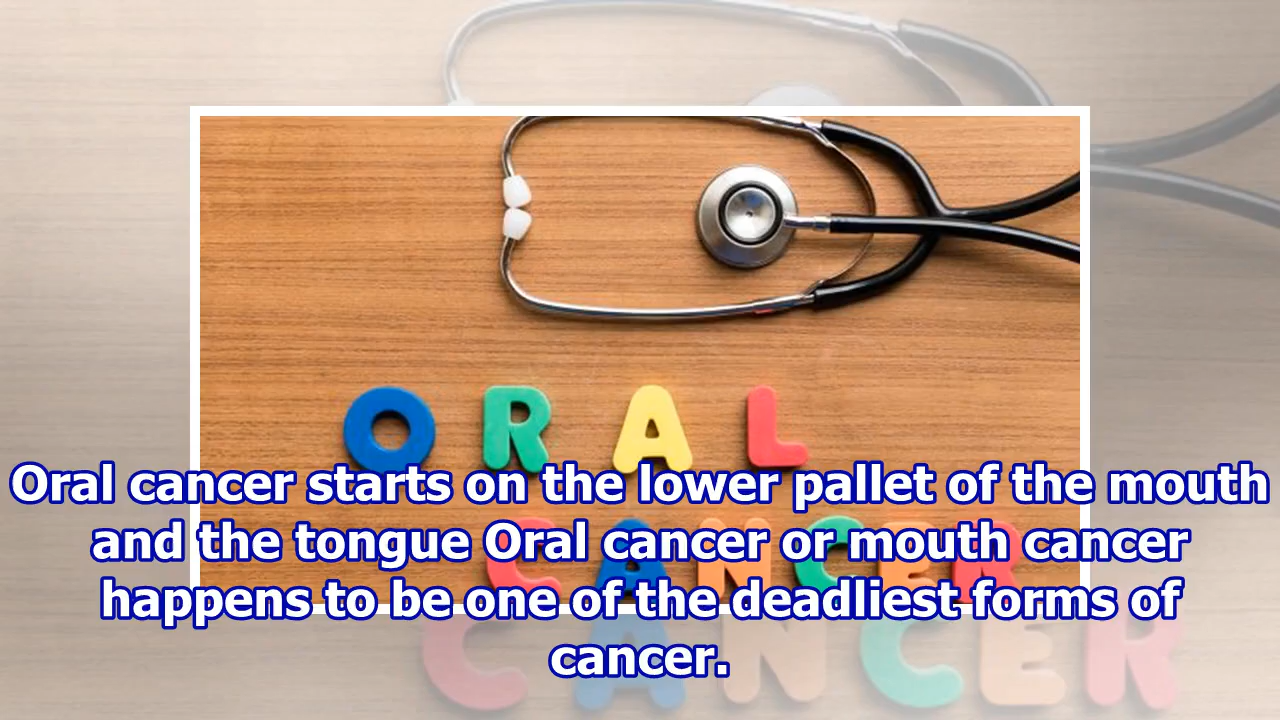 ORAL
CANCER
Oral cancer starts on the lower pallet of the mouth
and the tongue Oral cancer or mouth cancer
happens to be one of the deadliest forms of
cancer.